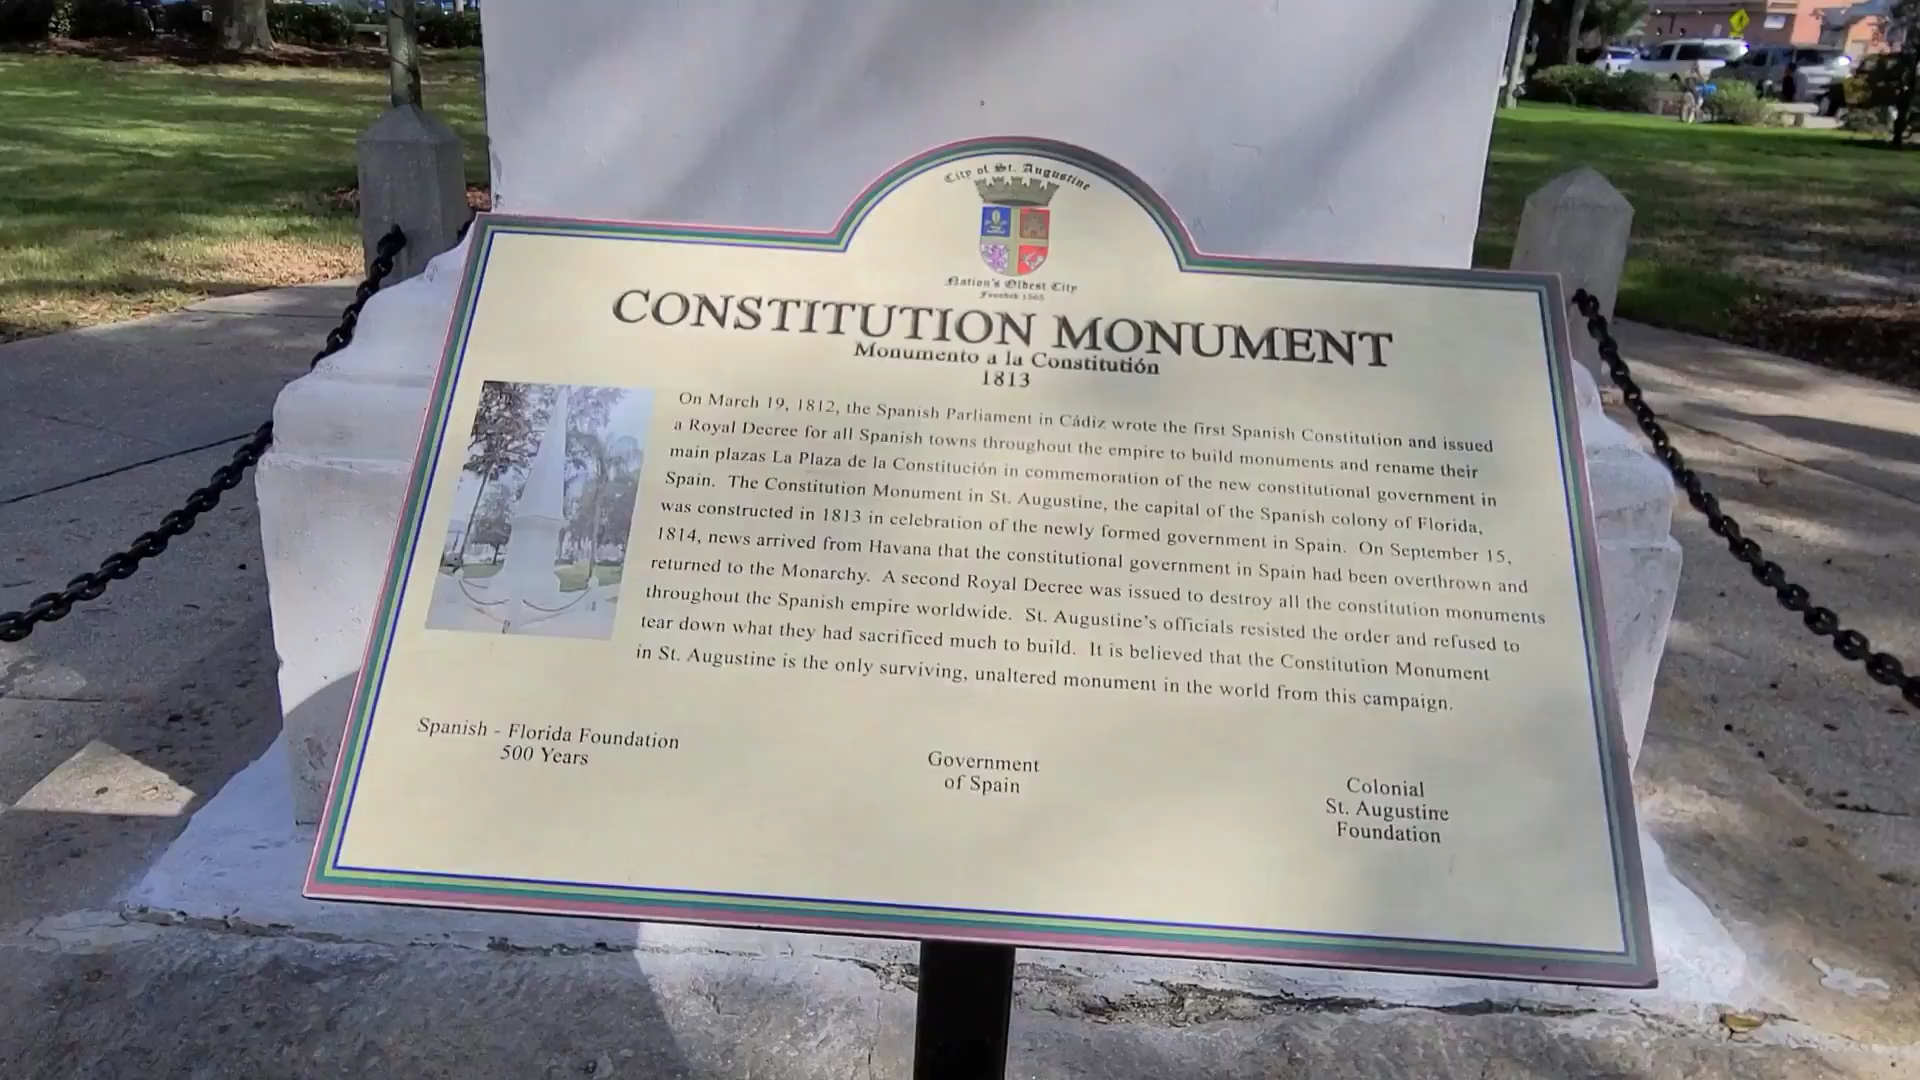 City of St. Augustine
Nation's Oldest City
Founded 1565
CONSTITUTION MONUMENT
Monumento a la Constitutión
1813
On March 19, 1812, the Spanish Parliament in Cádiz wrote the first Spanish Constitution and issued
a Royal Decree for all Spanish towns throughout the empire to build monuments and rename their
main plazas La Plaza de la Constitución in commemoration of the new constitutional government in
Spain. The Constitution Monument in St. Augustine, the capital of the Spanish colony of Florida,
was constructed in 1813 in celebration of the newly formed government in Spain. On September 15,
1814, news arrived from Havana that the constitutional government in Spain had been overthrown and
returned to the Monarchy. A second Royal Decree was issued to destroy all the constitution monuments
throughout the Spanish empire worldwide. St. Augustine's officials resisted the order and refused to
tear down what they had sacrificed much to build. It is believed that the Constitution Monument
in St. Augustine is the only surviving, unaltered monument in the world from this campaign.
Spanish - Florida Foundation
500 Years
Government
of Spain
Colonial
St. Augustine
Foundation